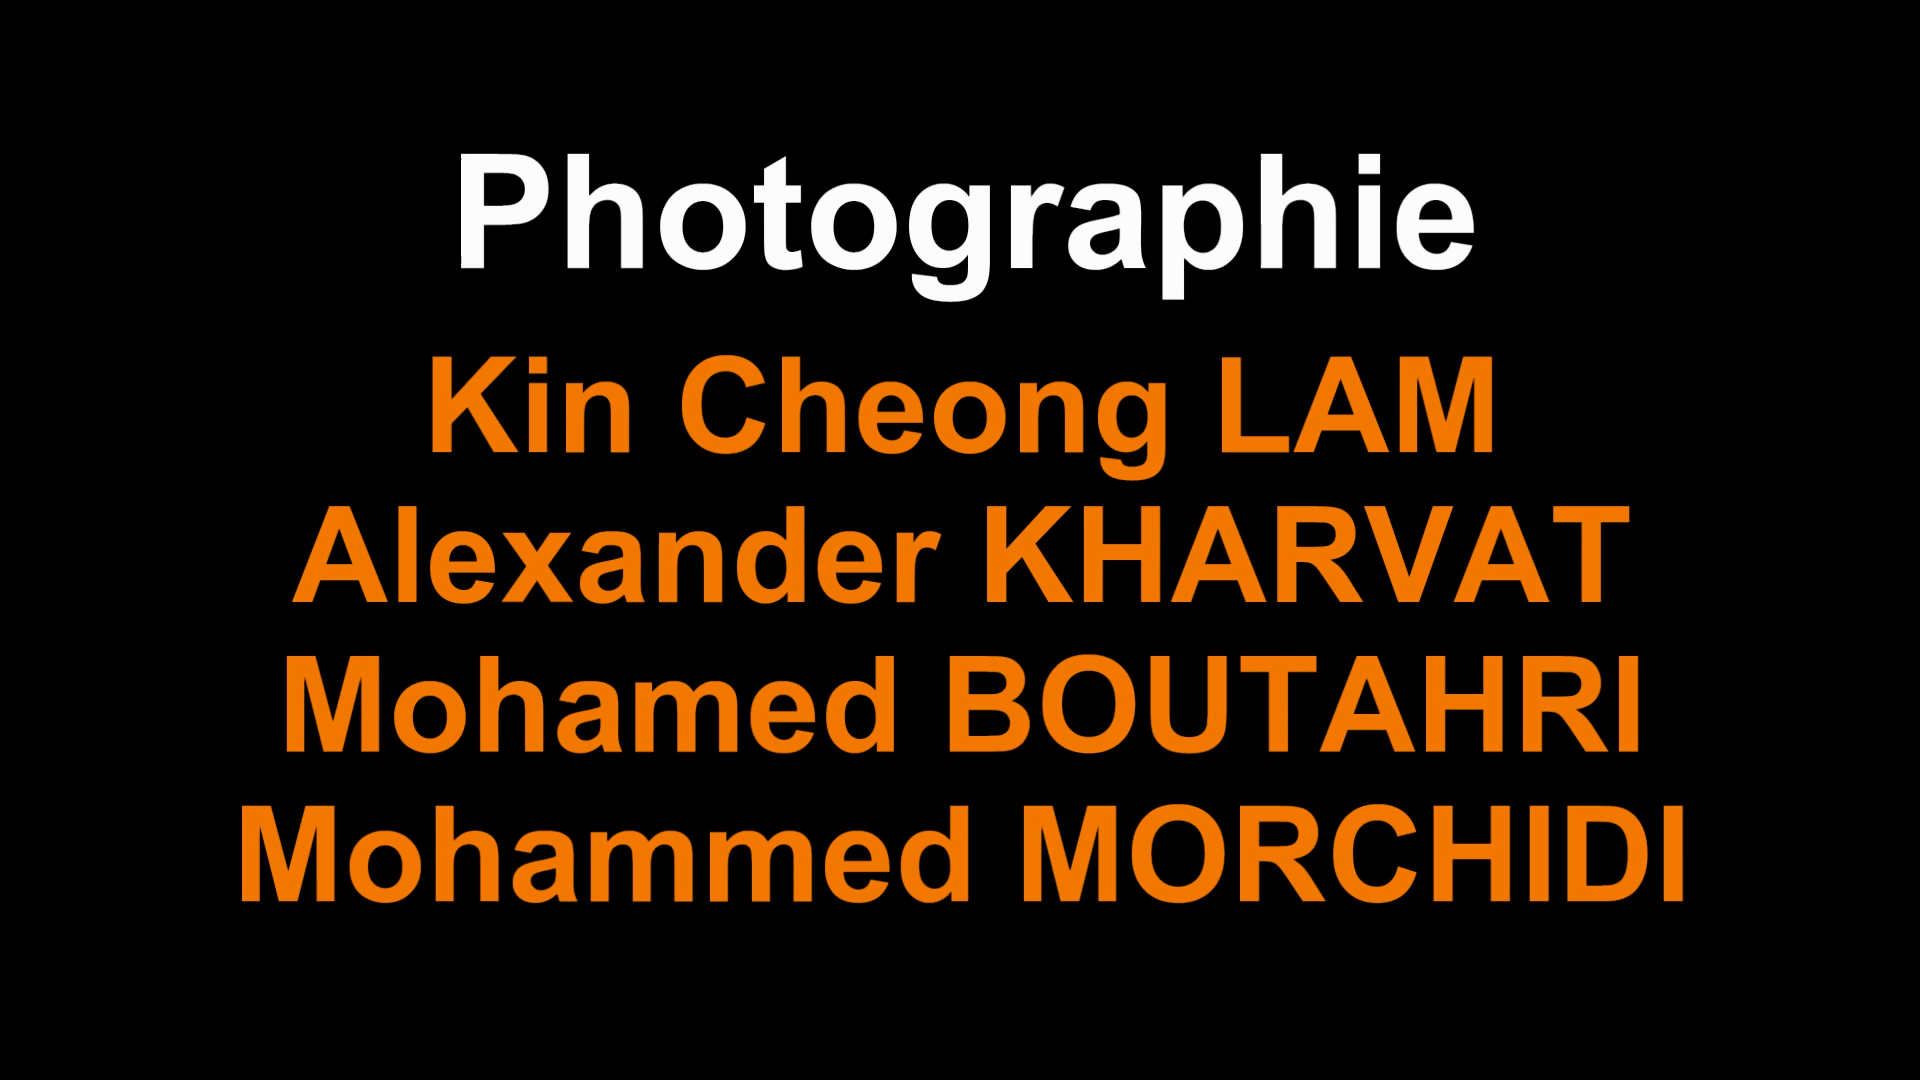 Photographie
Kin Cheong LAM
Alexander KHARVAT
Mohamed BOUTAHRI
Mohammed MORCHIDI